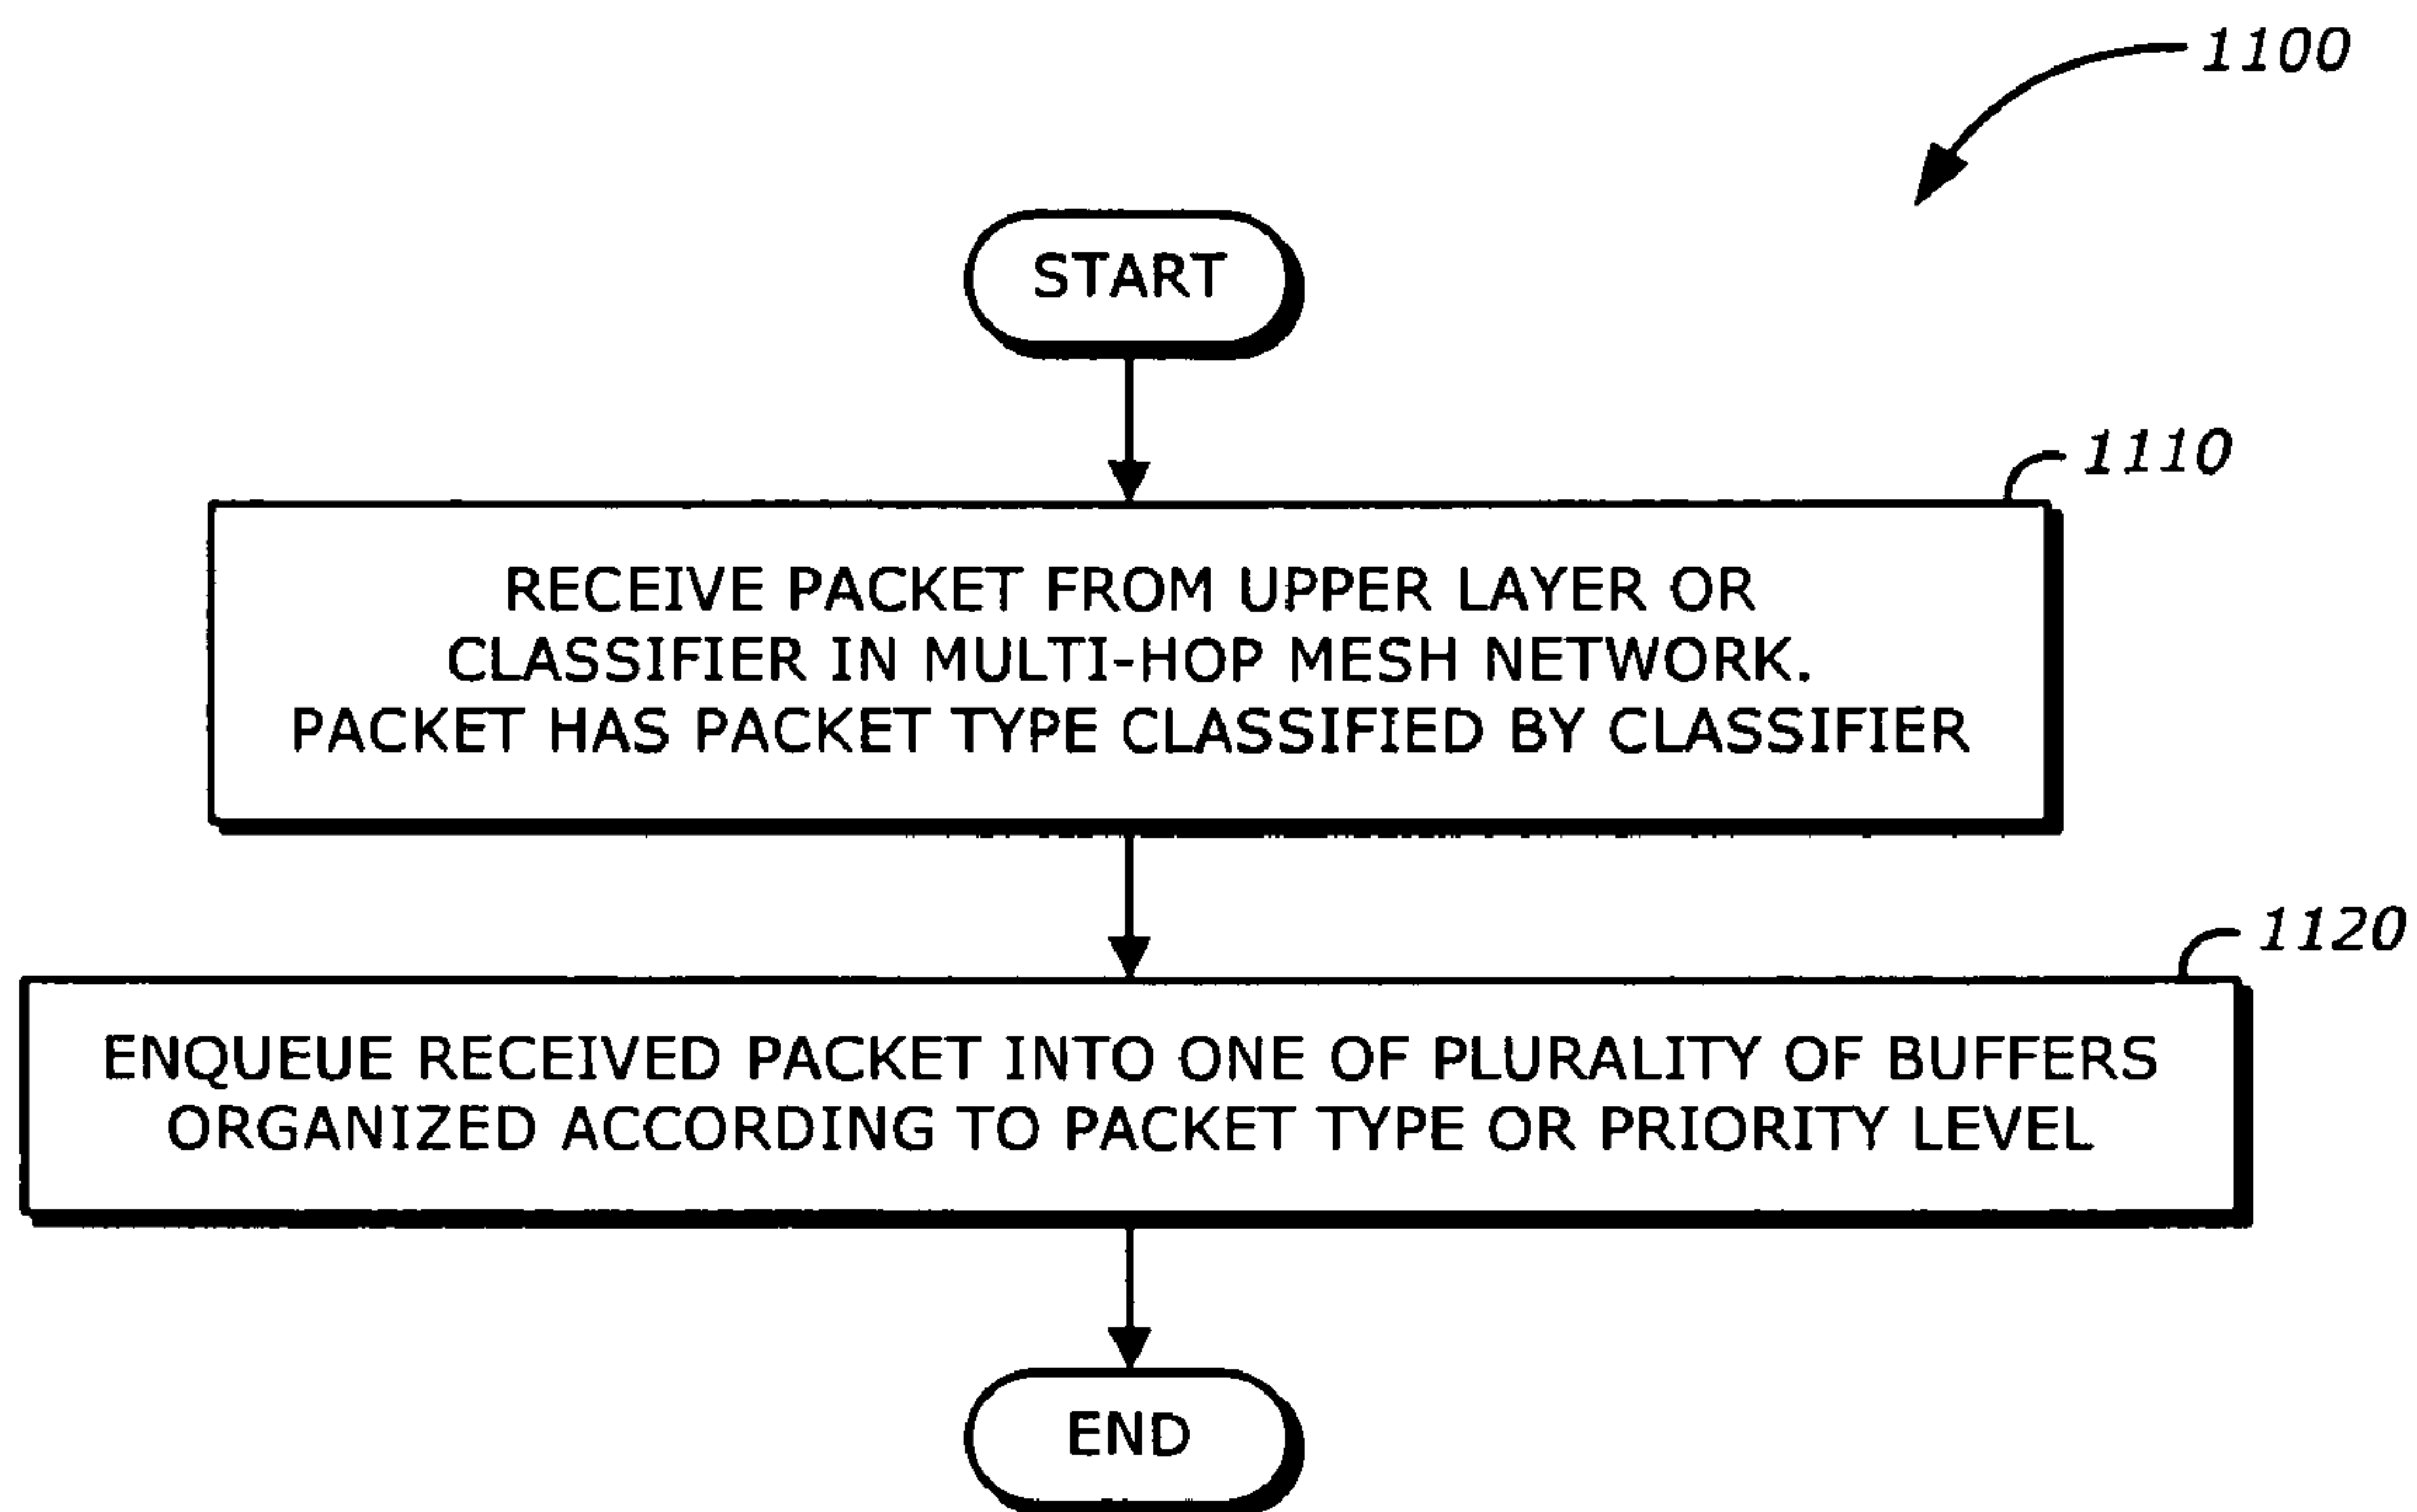 1100
START
1110
RECEIVE PACKET FROM UPPER LAYER OR
CLASSIFIER IN MULTI-HOP MESH NETWORK.
PACKET HAS PACKET TYPE CLASSIFIED BY CLASSIFIER
1120
ENQUEUE RECEIVED PACKET INTO ONE OF PLURALITY OF BUFFERS
ORGANIZED ACCORDING TO PACKET TYPE OR PRIORITY LEVEL
END